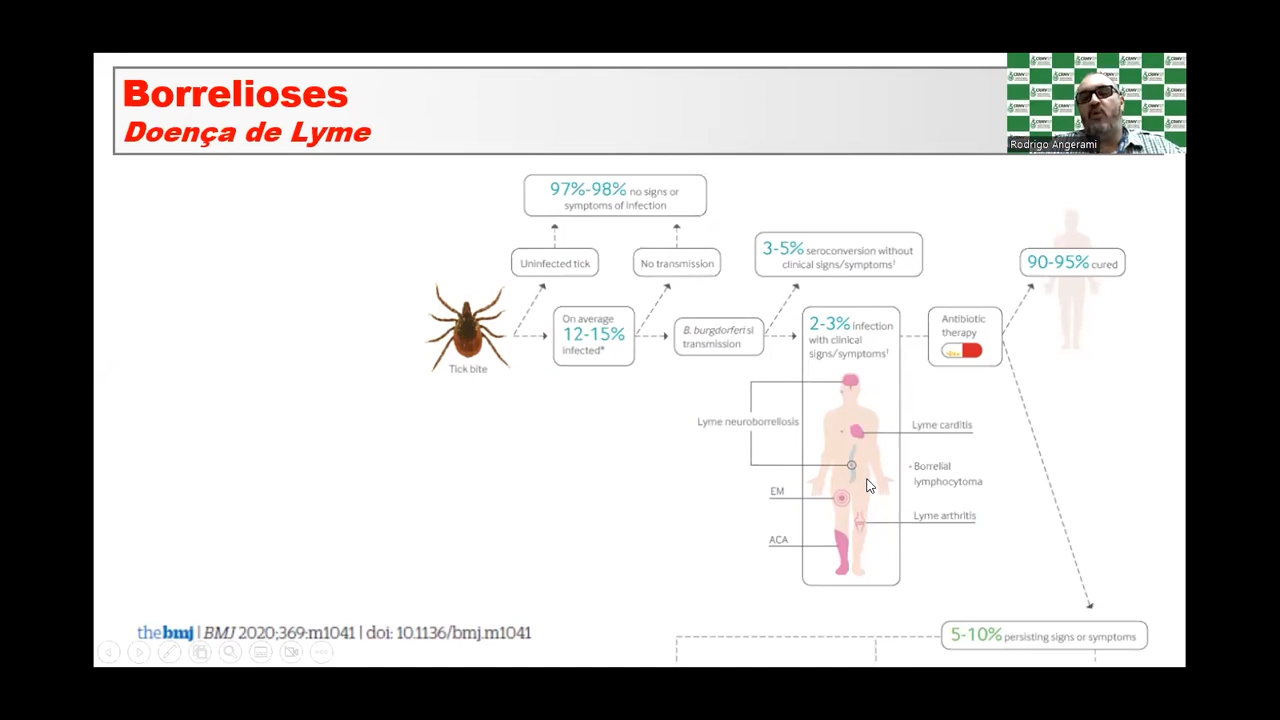 Borrelioses
Doença de Lyme
Rodrigo Angerami
97%-98% no signs or
symptoms of infection
Uninfected tick
No transmission
3-5% seroconversion without
clinical signs/symptoms†
90-95% cured
Tick bite
On average
12-15%
infected*
B. burgdorferi sl
transmission
2-3% infection
with clinical
signs/symptoms†
Antibiotic
therapy
Lyme neuroborreliosis
Lyme carditis
Borrelial
lymphocytoma
EM
Lyme arthritis
ACA
5-10% persisting signs or symptoms
thebmj | BMJ 2020;369:m1041 | doi: 10.1136/bmj.m1041